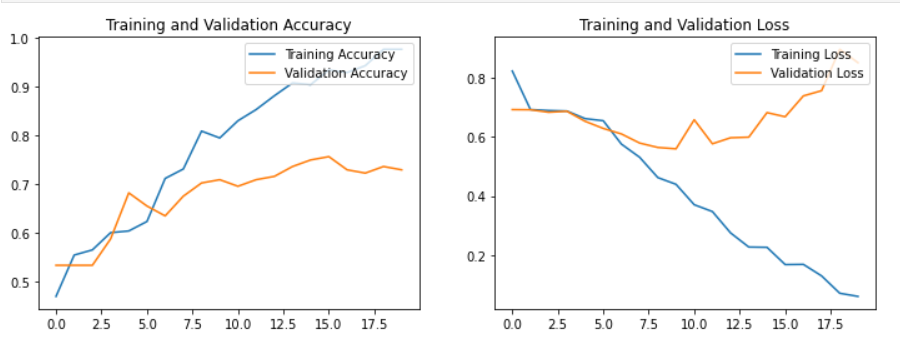 Training and Validation Accuracy
Training Accuracy
Validation Accuracy
1.0
0.9
0.8
0.7
0.6
0.5
0.0 2.5 5.0 7.5 10.0 12.5 15.0 17.5
Training and Validation Loss
Training Loss
Validation Loss
0.8
0.6
0.4
0.2
0.0 2.5 5.0 7.5 10.0 12.5 15.0 17.5